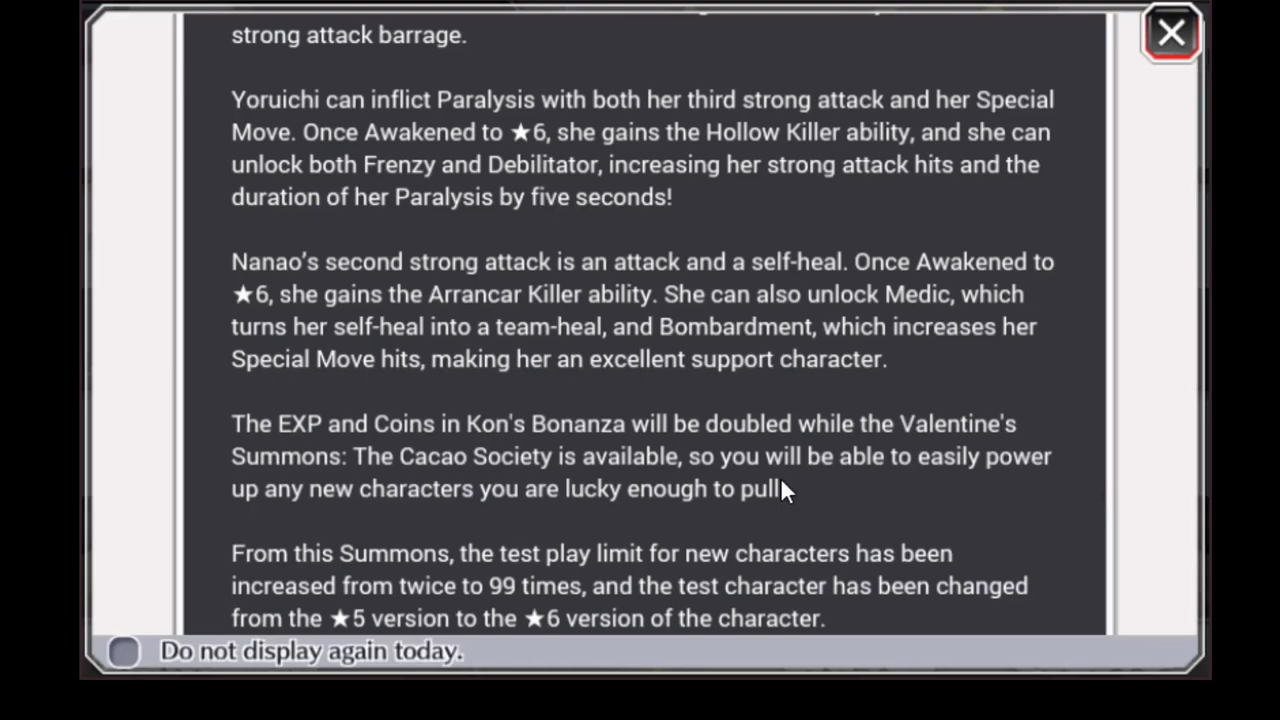 strong attack barrage.
Yoruichi can inflict Paralysis with both her third strong attack and her Special
Move. Once Awakened to ★6, she gains the Hollow Killer ability, and she can
unlock both Frenzy and Debilitator, increasing her strong attack hits and the
duration of her Paralysis by five seconds!
Nanao’s second strong attack is an attack and a self-heal. Once Awakened to
★6, she gains the Arrancar Killer ability. She can also unlock Medic, which
turns her self-heal into a team-heal, and Bombardment, which increases her
Special Move hits, making her an excellent support character.
The EXP and Coins in Kon's Bonanza will be doubled while the Valentine's
Summons: The Cacao Society is available, so you will be able to easily power
up any new characters you are lucky enough to pull
From this Summons, the test play limit for new characters has been
increased from twice to 99 times, and the test character has been changed
from the ★5 version to the ★6 version of the character.
Do not display again today.